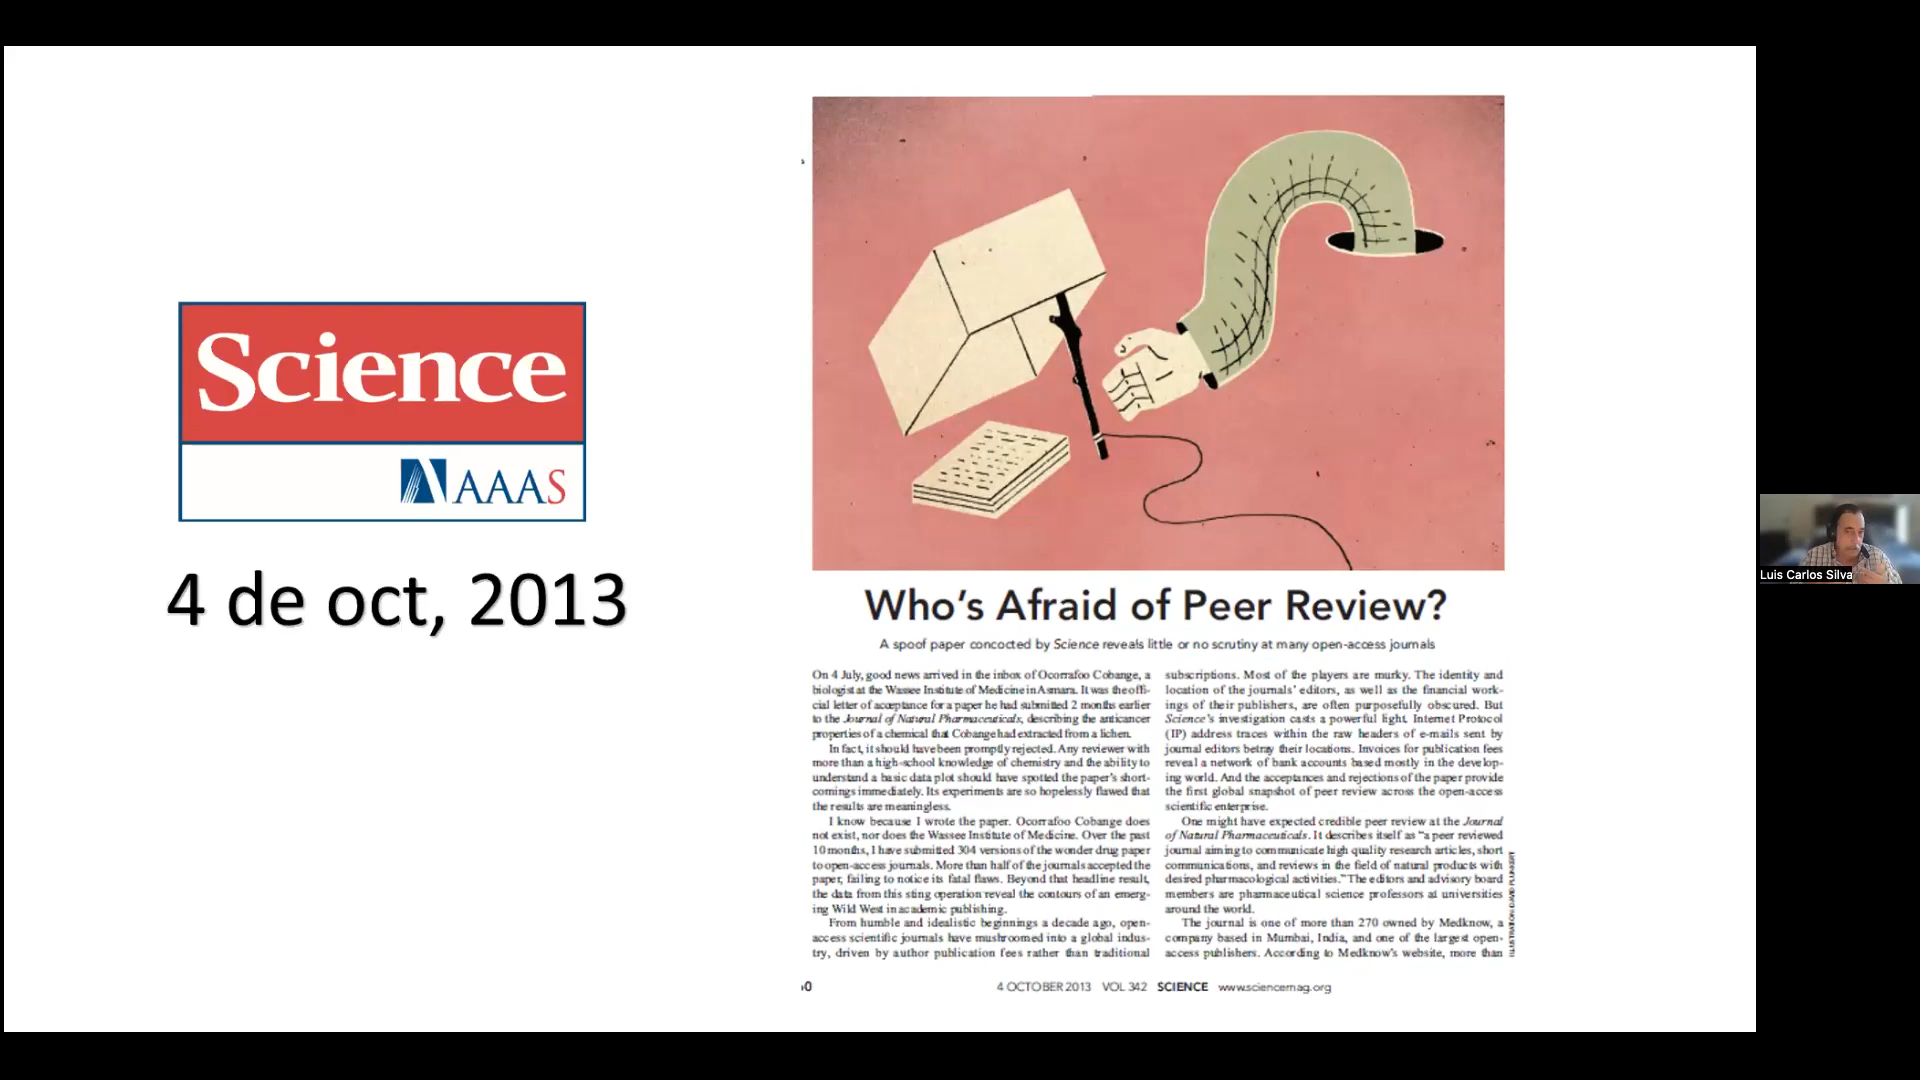 Science
AAAS
4 de oct, 2013
Who's Afraid of Peer Review?
A spoof paper concocted by Science reveals little or no scrutiny at many open-access journals
On 4 July, good news arrived in the inbox of Ocorrafoo Cobange, a
biologist at the Wassee Institute of Medicine in Asmara. It was the offi-
cial letter of acceptance for a paper he had submitted 2 months earlier
to the Journal of Natural Pharmaceuticals, describing the anticancer
properties of a chemical that Cobange had extracted from a lichen.
In fact, it should have been promptly rejected. Any reviewer with
more than a high-school knowledge of chemistry and the ability to
understand a basic data plot should have spotted the paper's short-
comings immediately. Its experiments are so hopelessly flawed that
the results are meaningless.
I know because I wrote the paper. Ocorrafoo Cobange does
not exist, nor does the Wassee Institute of Medicine. Over the past
10 months, I have submitted 304 versions of the wonder drug paper
to open-access journals. More than half of the journals accepted the
paper, failing to notice its fatal flaws. Beyond that headline result,
the data from this sting operation reveal the contours of an emerg-
ing Wild West in academic publishing.
From humble and idealistic beginnings a decade ago, open-
access scientific journals have mushroomed into a global indus-
try, driven by author publication fees rather than traditional
subscriptions. Most of the players are murky. The identity and
location of the journals' editors, as well as the financial work-
ings of their publishers, are often purposefully obscured. But
Science's investigation casts a powerful light. Internet Protocol
(IP) address traces within the raw headers of e-mails sent by
journal editors betray their locations. Invoices for publication fees
reveal a network of bank accounts based mostly in the develop-
ing world. And the acceptances and rejections of the paper provide
the first global snapshot of peer review across the open-access
scientific enterprise.
One might have expected credible peer review at the Journal
of Natural Pharmaceuticals. It describes itself as "a peer reviewed
journal aiming to communicate high quality research articles, short
communications, and reviews in the field of natural products with
desired pharmacological activities." The editors and advisory board
members are pharmaceutical science professors at universities
around the world.
The journal is one of more than 270 owned by Medknow, a
company based in Mumbai, India, and one of the largest open-
access publishers. According to Medknow's website, more than
ILLUSTRATION: DAVID PLUNKERT
4 OCTOBER 2013 VOL 342 SCIENCE www.sciencemag.org
Luis Carlos Silva